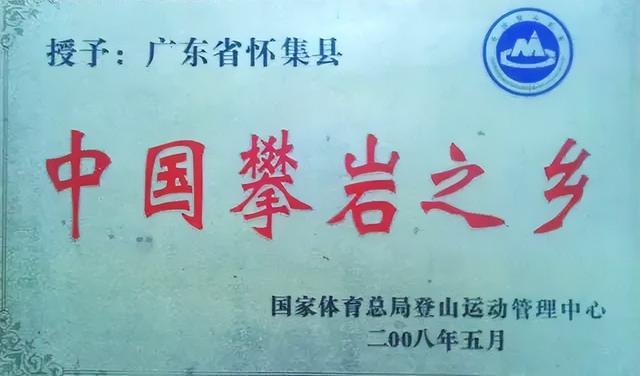 授予：广东省怀集县
中国攀岩之乡
国家体育总局登山运动管理中心
二00八年五月